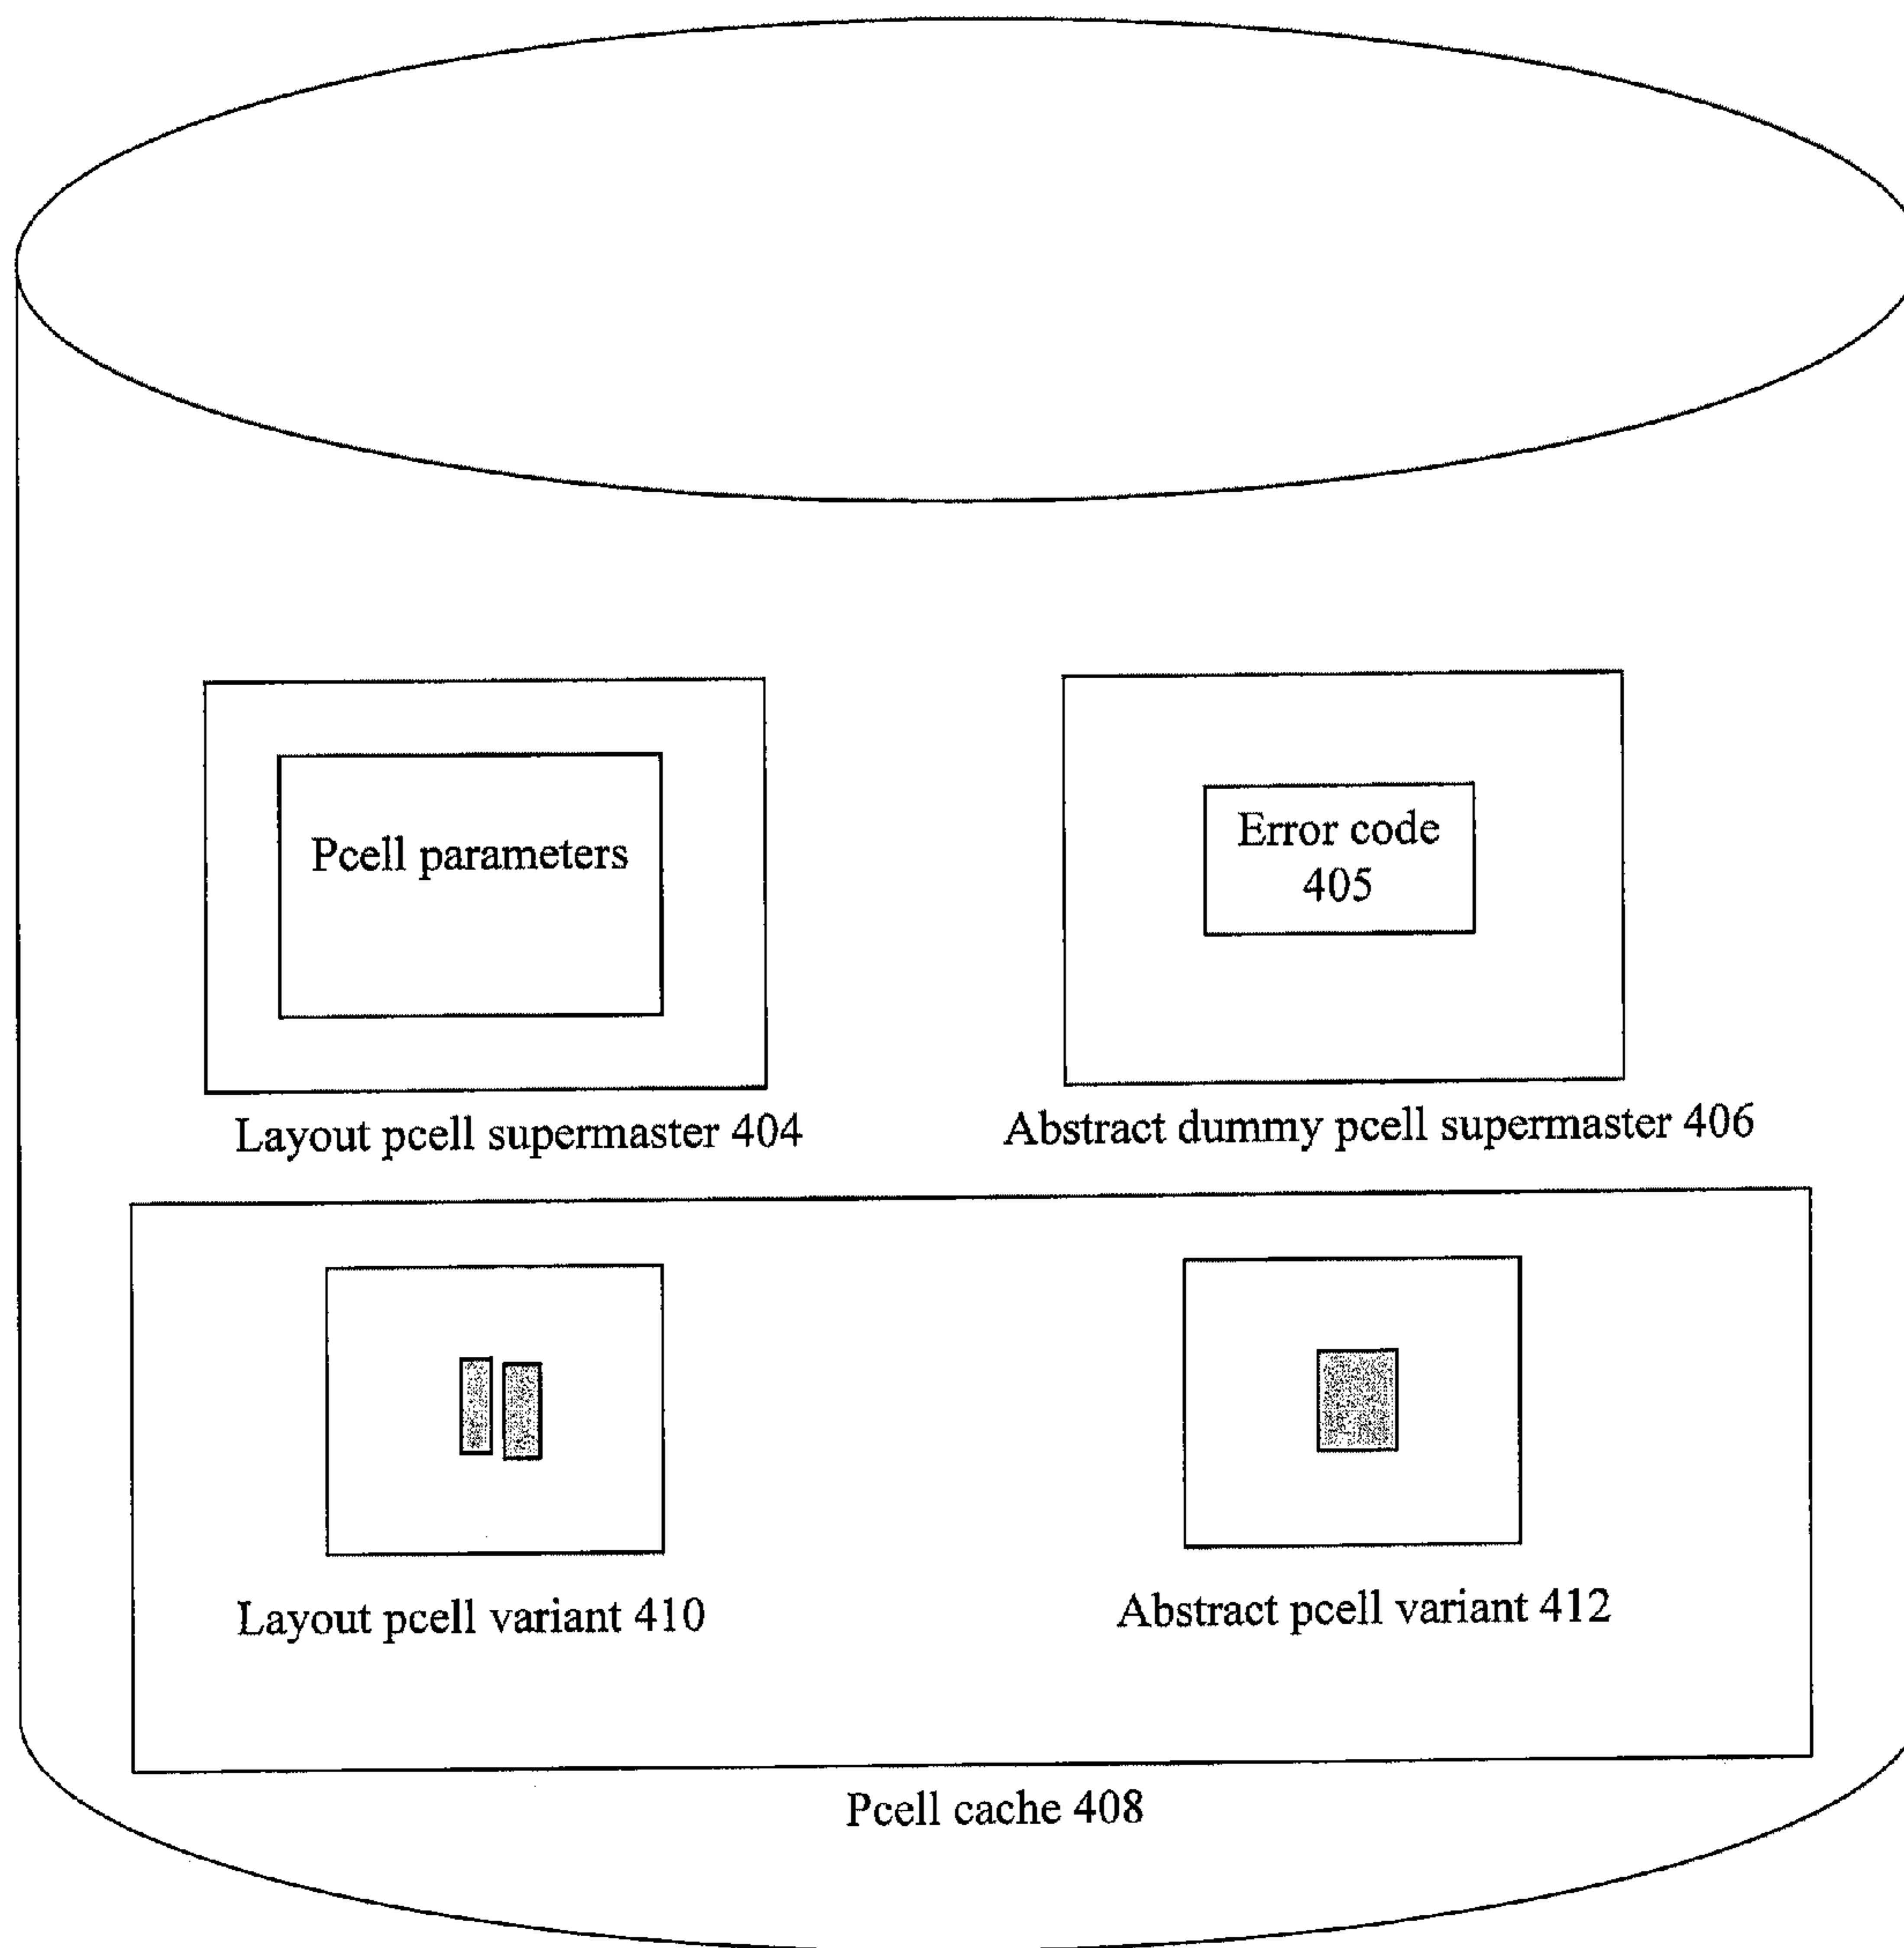 Pcell parameters
Error code
405
Layout pcell supermaster 404
Abstract dummy pcell supermaster 406
Layout pcell variant 410
Abstract pcell variant 412
Pcell cache 408